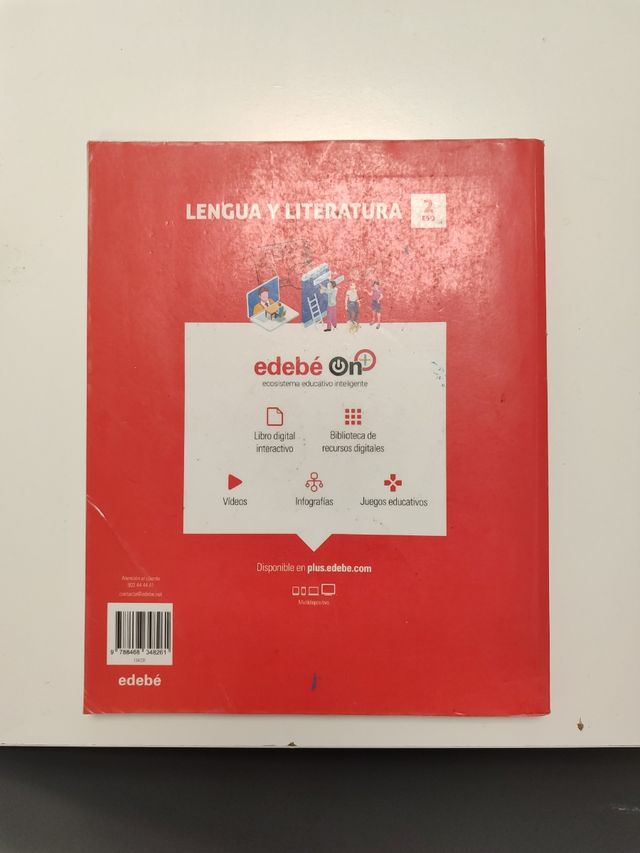 LENGUA Y LITERATURA 2
ESO
edebé On+
ecosistema educativo inteligente
Libro digital
interactivo
Biblioteca de
recursos digitales
Vídeos
Infografías
Juegos educativos
Disponible en plus.edebe.com
Multidispositivo
Atención al cliente
902 44 44 41
contacta@edebe.net
9 788468 348261
edebé